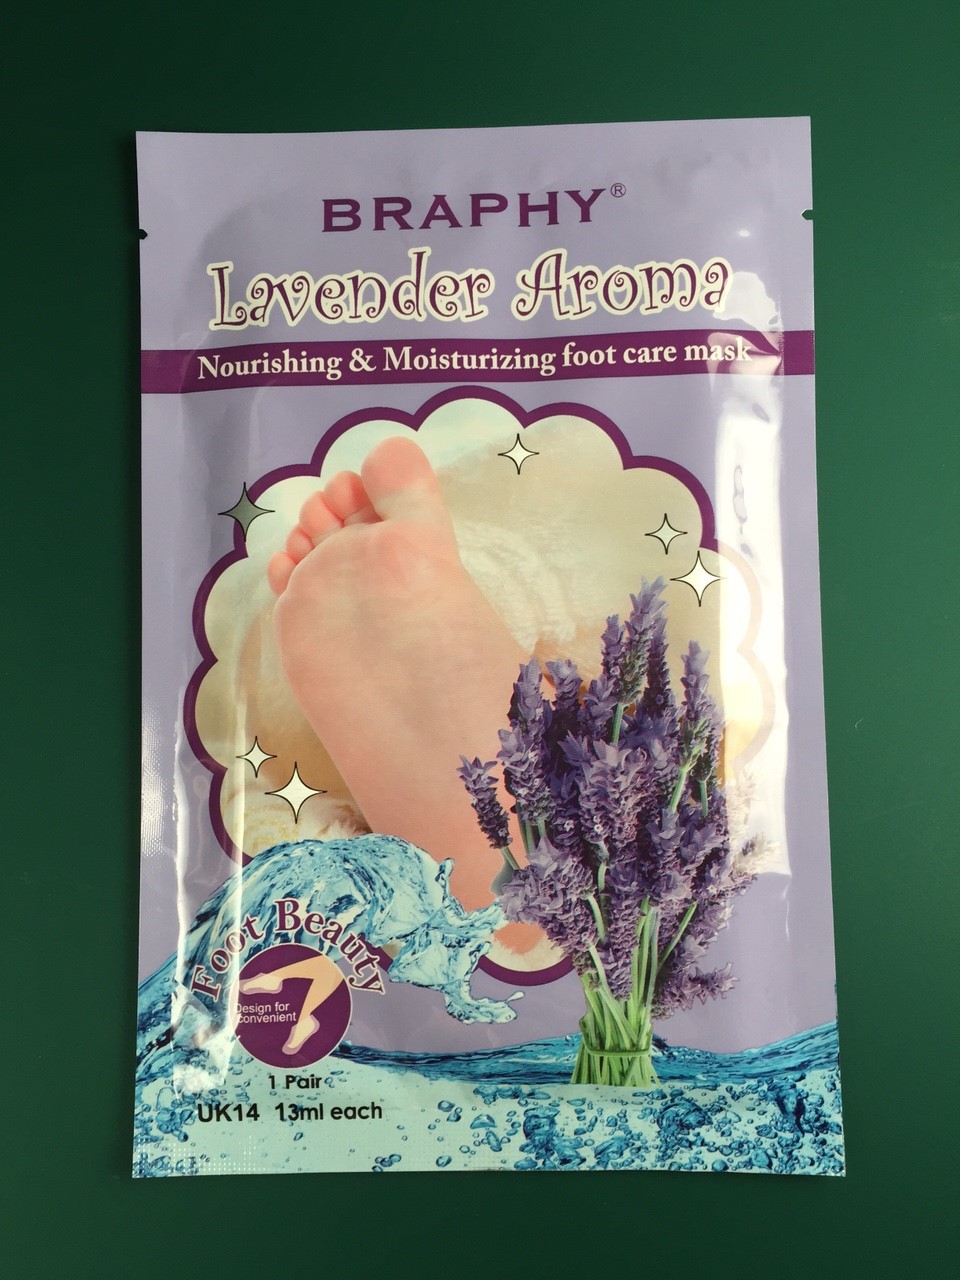 BRAPHY®
Lavender Aroma
Nourishing & Moisturizing foot care mask
Foot Beauty
Design for
convenient
1 Pair
UK14 13ml each